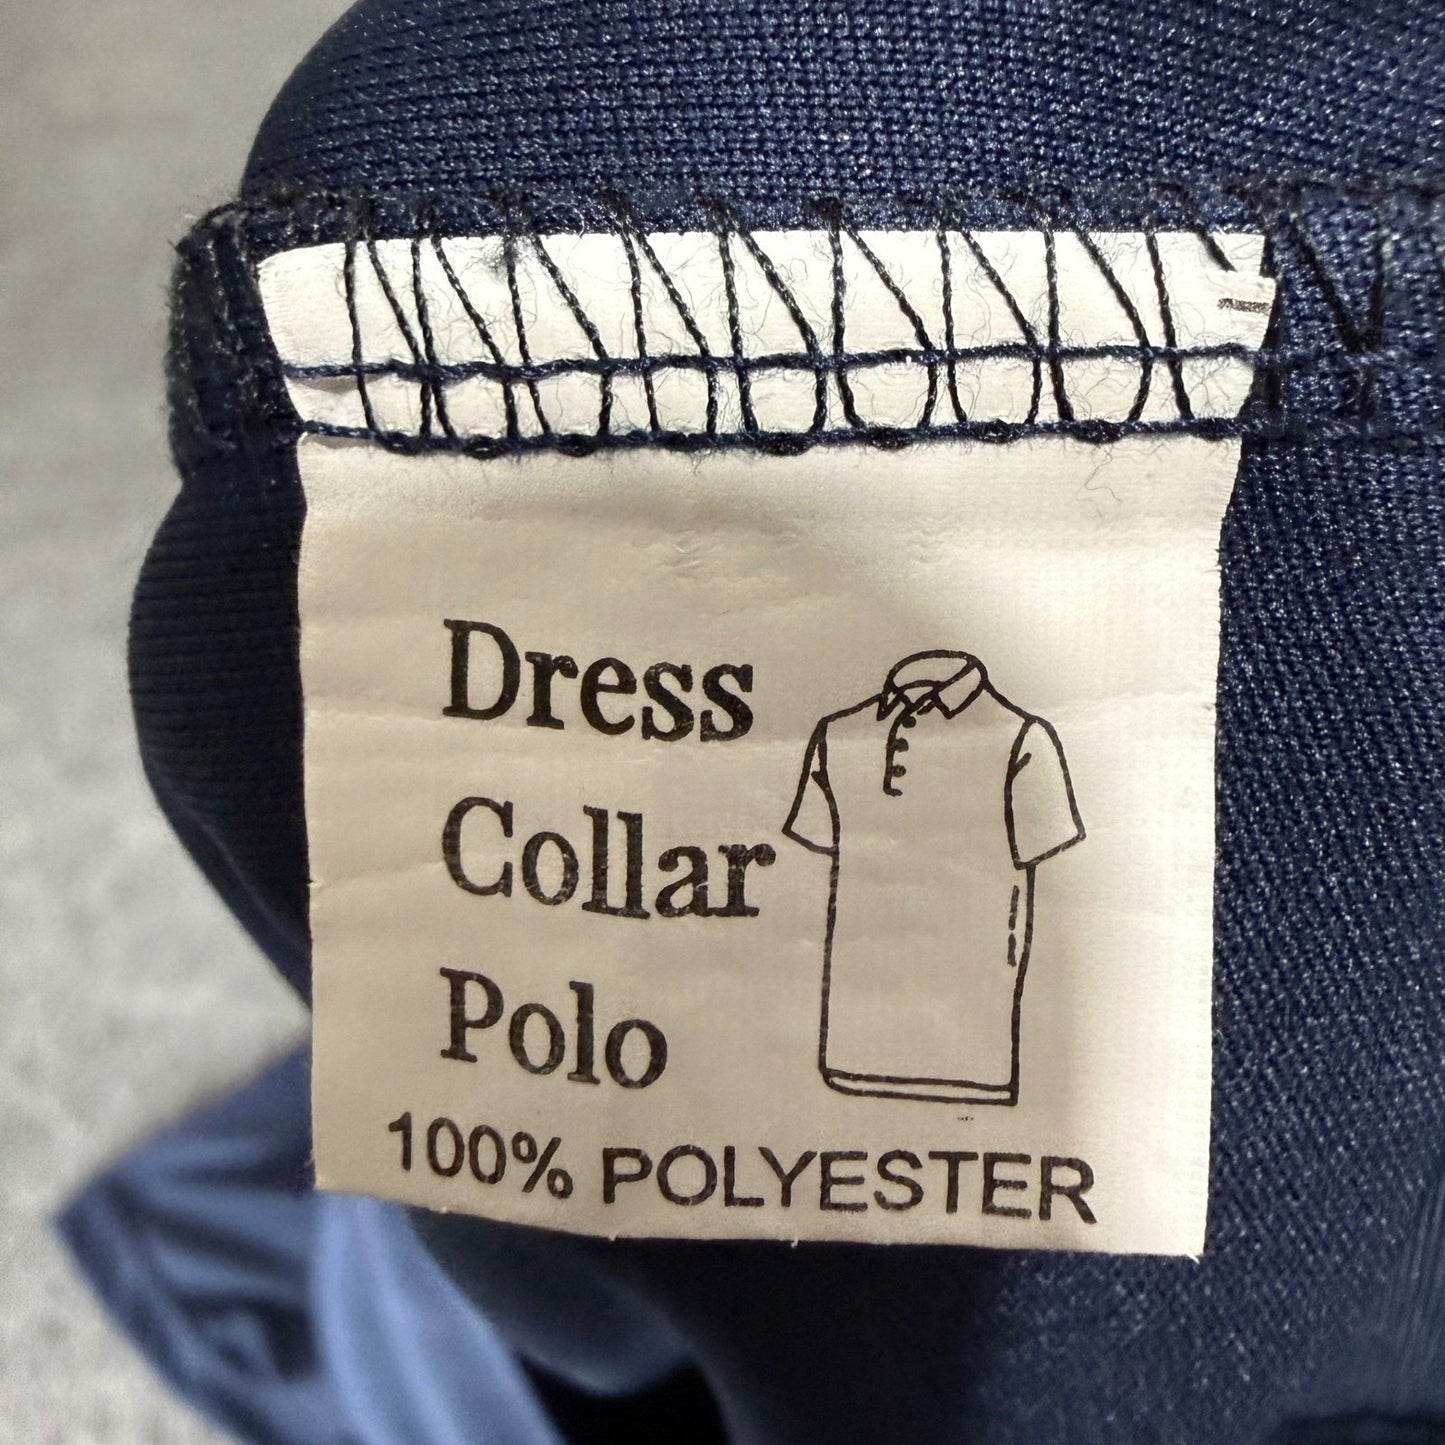 Dress
Collar
Polo
100% POLYESTER